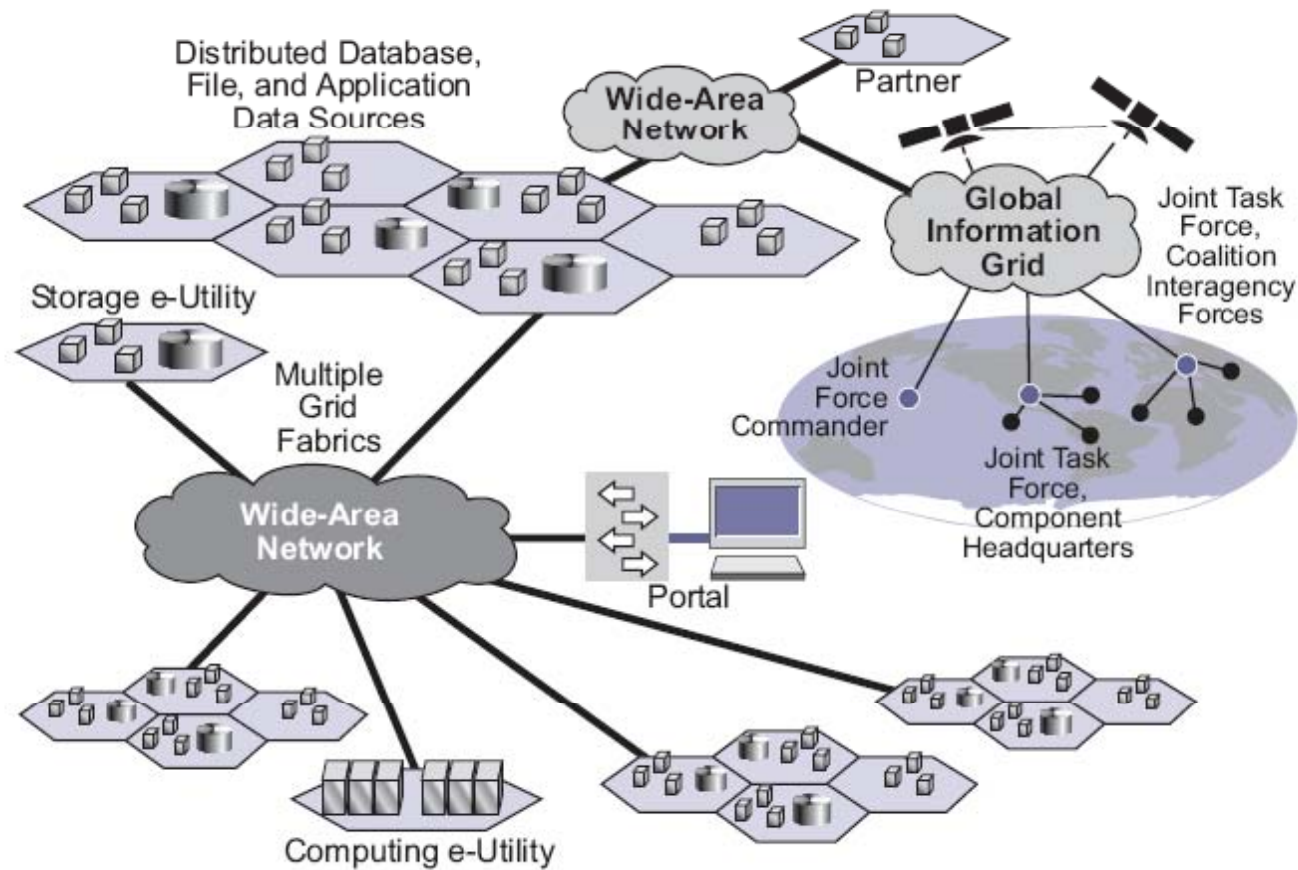 Distributed Database,
File, and Application
Data Sources
Wide-Area
Network
Partner
Global
Information
Grid
Joint Task
Force,
Coalition
Interagency
Forces
Storage e-Utility
Multiple
Grid
Fabrics
Joint
Force
Commander
Joint Task
Force,
Component
Headquarters
Wide-Area
Network
Portal
Computing e-Utility